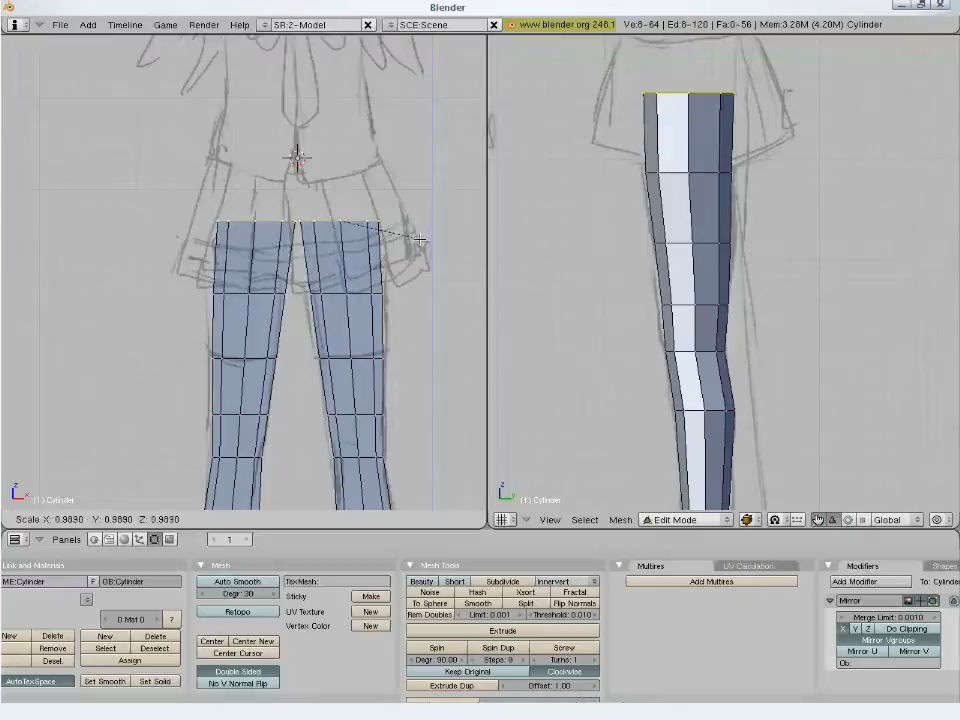 Blender
File Add Timeline Game Render Help SR:2-Model SCE:Scene www.blender.org 248.1 Ve:8-64 | Ed:8-120 | Fa:0-56 | Mem:3.28M (4.20M) Cylinder
(1) Cylinder
(1) Cylinder
Scale X: 0.9890 Y: 0.9890 Z: 0.9890
View Select Mesh Edit Mode Global
Panels 1
Link and Materials Mesh Mesh Tools Multires UV Calculation Modifiers Shapes
ME:Cylinder F OB:Cylinder Auto Smooth TexMesh: Beauty Short Subdivide Innervert Add Multires Add Modifier To: Cylinder
Degr: 30 Sticky Make Noise Hash Xsort Fractal
Retopo UV Texture New To Sphere Smooth Split Flip Normals Mirror
0 Mat 0 ? Vertex Color New Rem Doubles Limit: 0.001 Threshold: 0.010 Merge Limit: 0.0010
New Delete New Delete Center Center New Extrude X Y Z Do Clipping
Remove Select Deselect Center Cursor Spin Spin Dup Screw Mirror Vgroups
Desel. Assign Degr: 90.00 Steps: 9 Turns: 1 Mirror U Mirror V
Double Sided Keep Original Clockwise Ob:
AutoTexSpace Set Smooth Set Solid No V.Normal Flip Extrude Dup Offset: 1.00